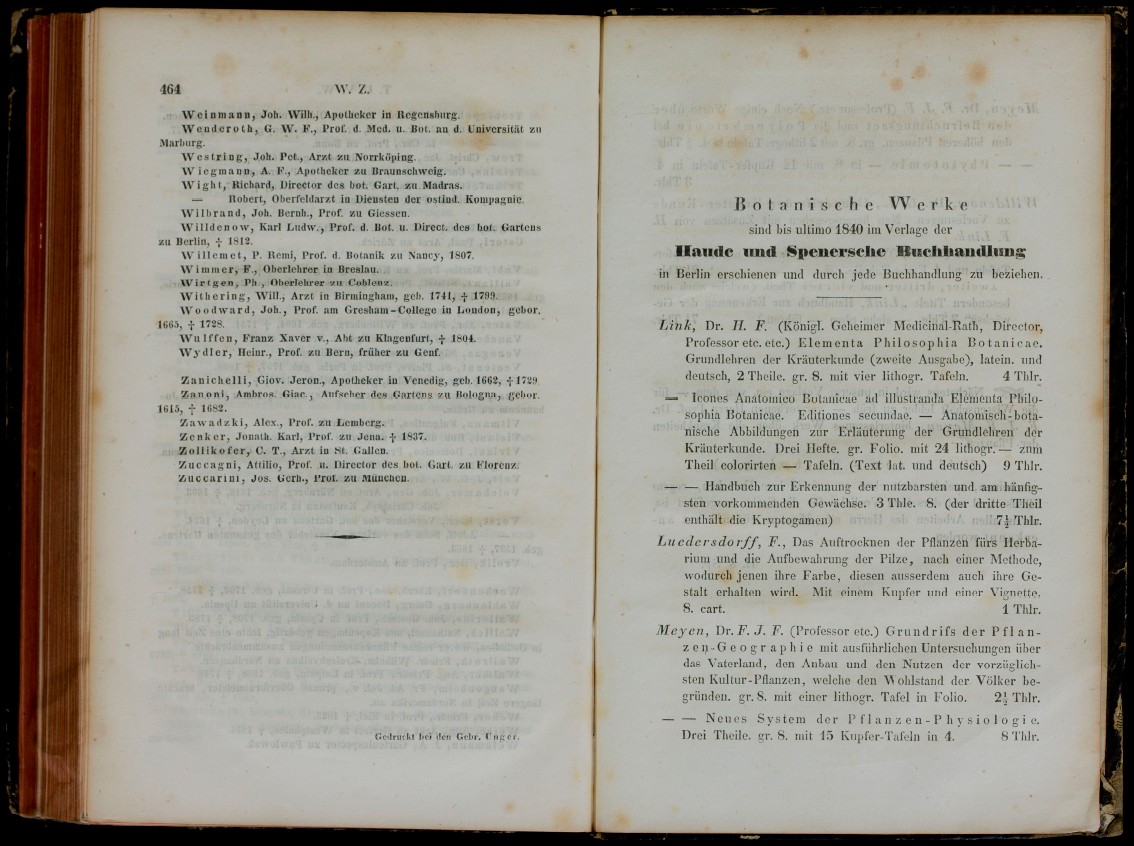 464 W. Z.
Weinmann, Joh. Wilh., Apotheker in Regensburg.
Wenderoth, G. W. F., Prof. d. Med. u. Bot. an d. Universität zu
Marburg.
Westring, Joh. Pet., Arzt zu Norrköping.
Wiegmann, A. F., Apotheker zu Braunschweig.
Wight, Richard, Director des bot. Gart. zu Madras.
— Robert, Oberfeldarzt in Diensten der ostind. Kompagnie.
Wilbrand, Joh. Bernh., Prof. zu Giessen.
Willdenow, Karl Ludw., Prof. d. Bot. u. Direct. des bot. Gartens
zu Berlin, † 1812.
Willemet, P. Remi, Prof. d. Botanik zu Nancy, 1807.
Wimmer, F., Oberlehrer in Breslau.
Wirtgen, Ph., Oberlehrer zu Coblenz.
Withering, Will., Arzt in Birmingham, geb. 1741, † 1799.
Woodward, Joh., Prof. am Gresham-College in London, gebor.
1665, † 1728.
Wulffen, Franz Xaver v., Abt zu Klagenfurt, † 1804.
Wydler, Heinr., Prof. zu Bern, früher zu Genf.
Zanichelli, Giov. Jeron., Apotheker in Venedig, geb. 1662, † 1729.
Zanoni, Ambros. Giac., Aufseher des Gartens zu Bologna, gebor.
1615, † 1682.
Zawadzki, Alex., Prof. zu Lemberg.
Zenker, Jonath. Karl, Prof. zu Jena. † 1837.
Zollikofer, C. T., Arzt in St. Gallen.
Zuccagni, Attilio, Prof. u. Director des bot. Gart. zu Florenz.
Zuccarini, Jos. Gerh., Prof. zu München.
Gedruckt bei den Gebr. Unger.
Botanische Werke
sind bis ultimo 1840 im Verlage der
Haude und Spenersche Buchhandlung
in Berlin erschienen und durch jede Buchhandlung zu beziehen.
Link, Dr. H. F. (Königl. Geheimer Medicinal-Rath, Director,
Professor etc. etc.) Elementa Philosophia Botanicae.
Grundlehren der Kräuterkunde (zweite Ausgabe), latein. und
deutsch, 2 Theile. gr. 8. mit vier lithogr. Tafeln. 4 Thlr.
— Icones Anatomico Botanicae ad illustranda Elementa Philo-
sophia Botanicae. Editiones secundae. — Anatomisch-bota-
nische Abbildungen zur Erläuterung der Grundlehren der
Kräuterkunde. Drei Hefte. gr. Folio. mit 24 lithogr. — zum
Theil colorirten — Tafeln. (Text lat. und deutsch) 9 Thlr.
— — Handbuch zur Erkennung der nutzbarsten und am häufig-
sten vorkommenden Gewächse. 3 Thle. 8. (der dritte Theil
enthält die Kryptogamen) 7½ Thlr.
Luedersdorff, F., Das Auftrocknen der Pflanzen fürs Herba-
rium und die Aufbewahrung der Pilze, nach einer Methode,
wodurch jenen ihre Farbe, diesen ausserdem auch ihre Ge-
stalt erhalten wird. Mit einem Kupfer und einer Vignette.
8. cart. 1 Thlr.
Meyen, Dr. F. J. F. (Professor etc.) Grundrifs der Pflan-
zen-Geographie mit ausführlichen Untersuchungen über
das Vaterland, den Anbau und den Nutzen der vorzüglich-
sten Kultur-Pflanzen, welche den Wohlstand der Völker be-
gründen. gr. 8. mit einer lithogr. Tafel in Folio. 2½ Thlr.
— — Neues System der Pflanzen-Physiologie.
Drei Theile. gr. 8. mit 15 Kupfer-Tafeln in 4. 8 Thlr.